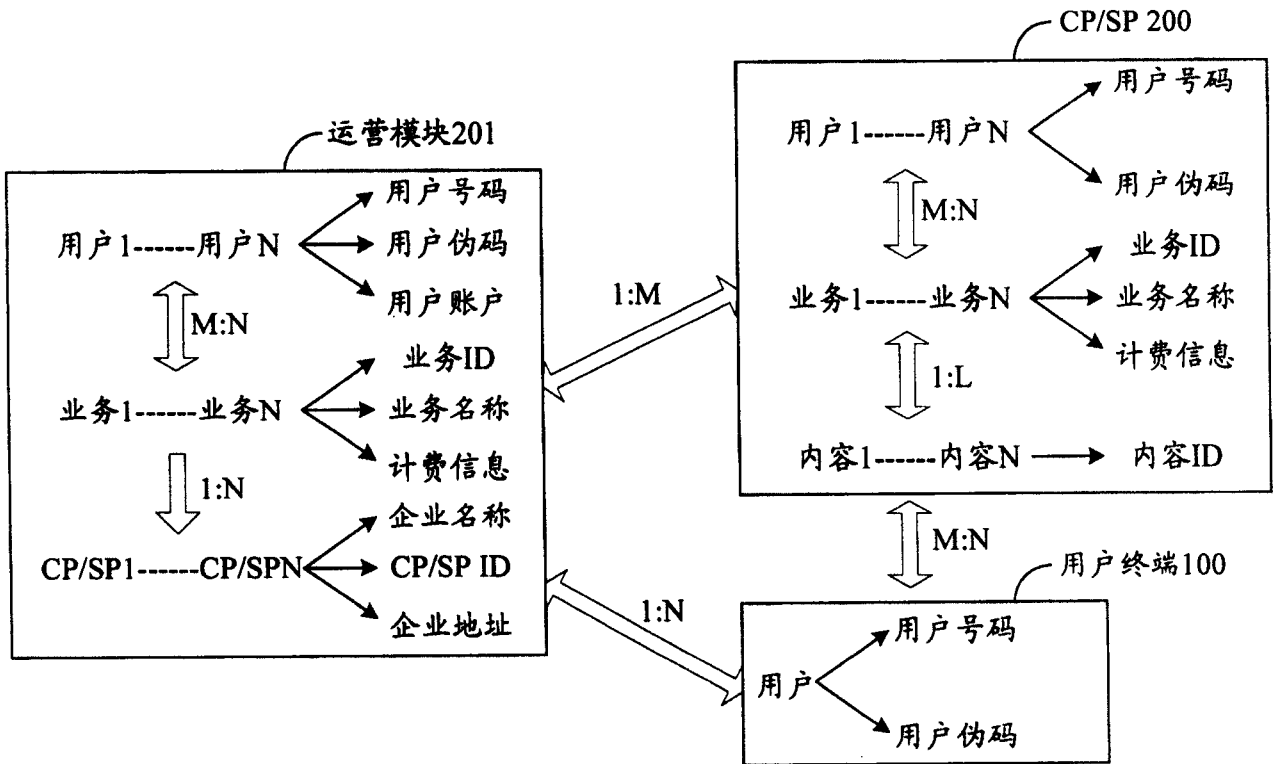 CP/SP 200
用户1------用户N
用户号码
用户伪码
M:N
业务1------业务N
业务ID
业务名称
计费信息
1:L
内容1------内容N
内容ID
运营模块201
用户1------用户N
用户号码
用户伪码
用户账户
M:N
业务1------业务N
业务ID
业务名称
计费信息
1:N
CP/SP1------CP/SPN
企业名称
CP/SP ID
企业地址
1:M
1:N
M:N
用户终端100
用户
用户号码
用户伪码